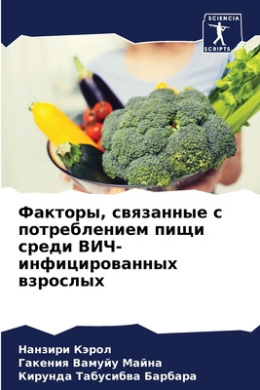 SCIENCIA
SCRIPTS
Факторы, связанные с
потреблением пищи
среди ВИЧ-
инфицированных
взрослых
Нанзири Кэрол
Гакения Вамуйу Майна
Кирунда Табусибва Барбара